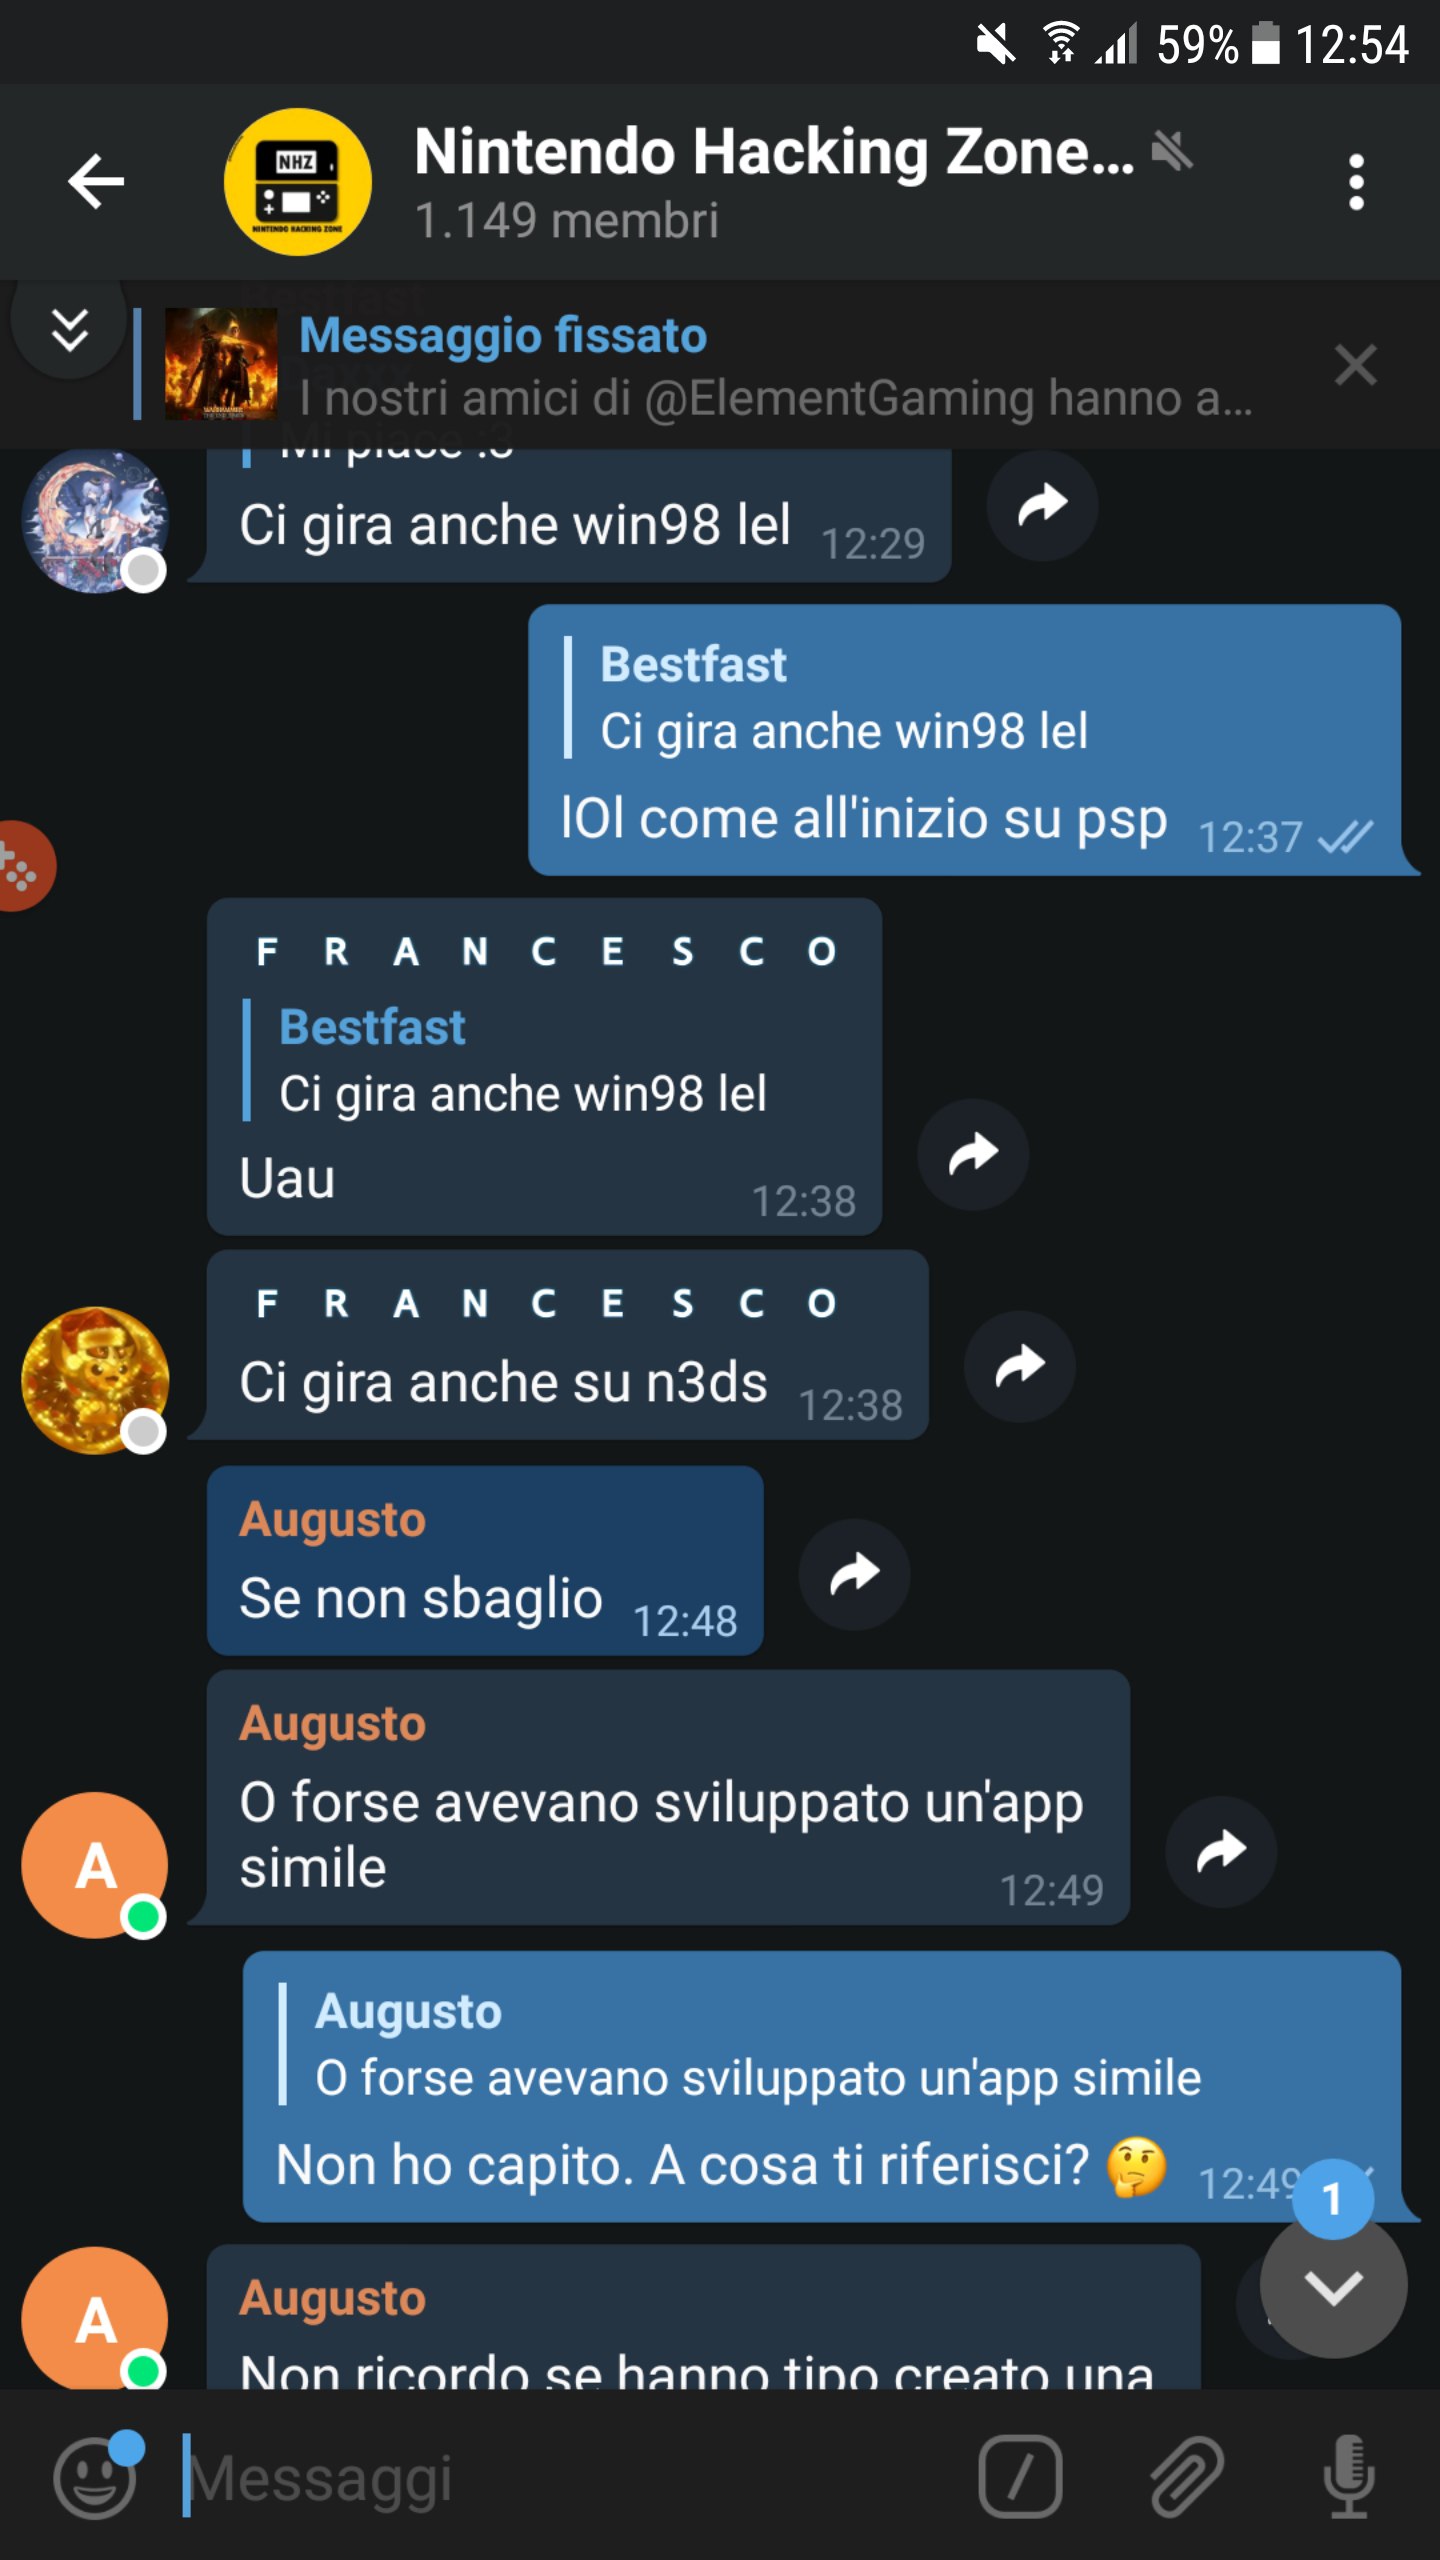 59% 12:54
NHZ
NINTENDO HACKING ZONE
Nintendo Hacking Zone...
1.149 membri
Bestfast
Messaggio fissato
I nostri amici di @ElementGaming hanno a...
Mi piace :3
Ci gira anche win98 lel 12:29
Bestfast
Ci gira anche win98 lel
lOl come all'inizio su psp 12:37
F R A N C E S C O
Bestfast
Ci gira anche win98 lel
Uau 12:38
F R A N C E S C O
Ci gira anche su n3ds 12:38
Augusto
Se non sbaglio 12:48
Augusto
O forse avevano sviluppato un'app
simile 12:49
A
Augusto
O forse avevano sviluppato un'app simile
Non ho capito. A cosa ti riferisci? 🤔 12:49
1
Augusto
A
Non ricordo se hanno tipo creato una
Messaggi